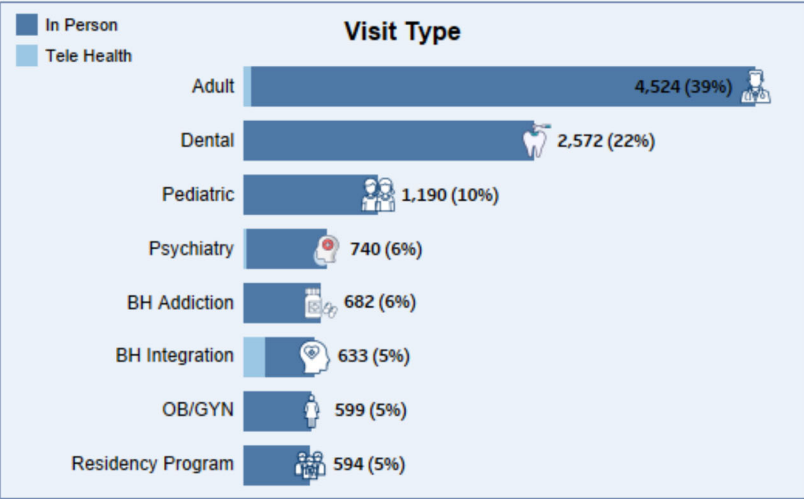 In Person
Tele Health
Visit Type
Adult
4,524 (39%)
Dental
2,572 (22%)
Pediatric
1,190 (10%)
Psychiatry
740 (6%)
BH Addiction
682 (6%)
BH Integration
633 (5%)
OB/GYN
599 (5%)
Residency Program
594 (5%)